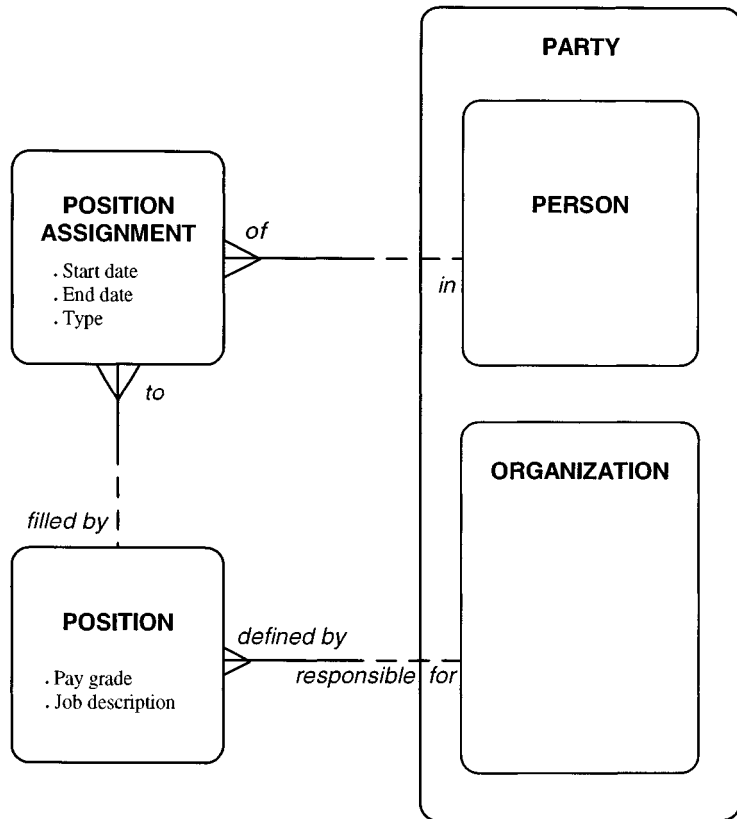 PARTY
PERSON
POSITION
ASSIGNMENT
. Start date
. End date
. Type
of
in
to
ORGANIZATION
filled by
POSITION
. Pay grade
. Job description
defined by
responsible for